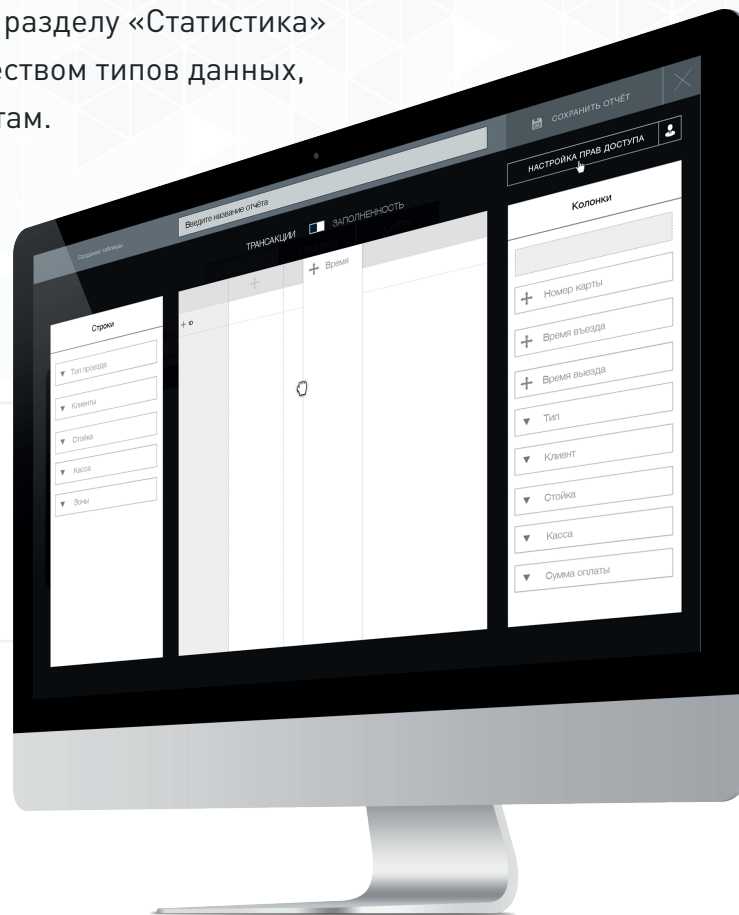 разделу «Статистика»
еством типов данных,
там.
СОХРАНИТЬ ОТЧЁТ
НАСТРОЙКА ПРАВ ДОСТУПА
Создание таблицы
Введите название отчёта
ТРАНСАКЦИИ ЗАПОЛНЕННОСТЬ
Строки
Тип проезда
Клиенты
Стойка
Касса
Зоны
ID
Время
Колонки
Номер карты
Время въезда
Время выезда
Тип
Клиент
Стойка
Касса
Сумма оплаты